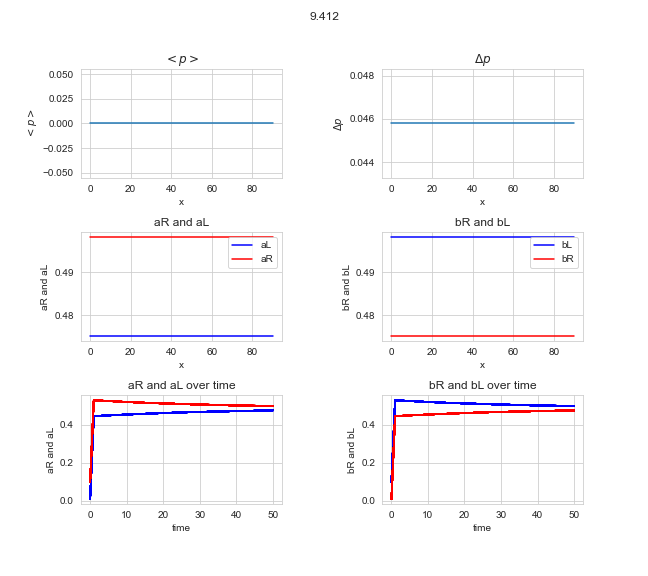 9.412
< p >
0.050
0.025
0.000
−0.025
−0.050
< p >
0 20 40 60 80
x
Δp
0.048
0.046
0.044
Δp
0 20 40 60 80
x
aR and aL
0.49
0.48
aR and aL
aL
aR
0 20 40 60 80
x
bR and bL
0.49
0.48
bR and bL
bL
bR
0 20 40 60 80
x
aR and aL over time
0.4
0.2
0.0
aR and aL
0 10 20 30 40 50
time
bR and bL over time
0.4
0.2
0.0
bR and bL
0 10 20 30 40 50
time